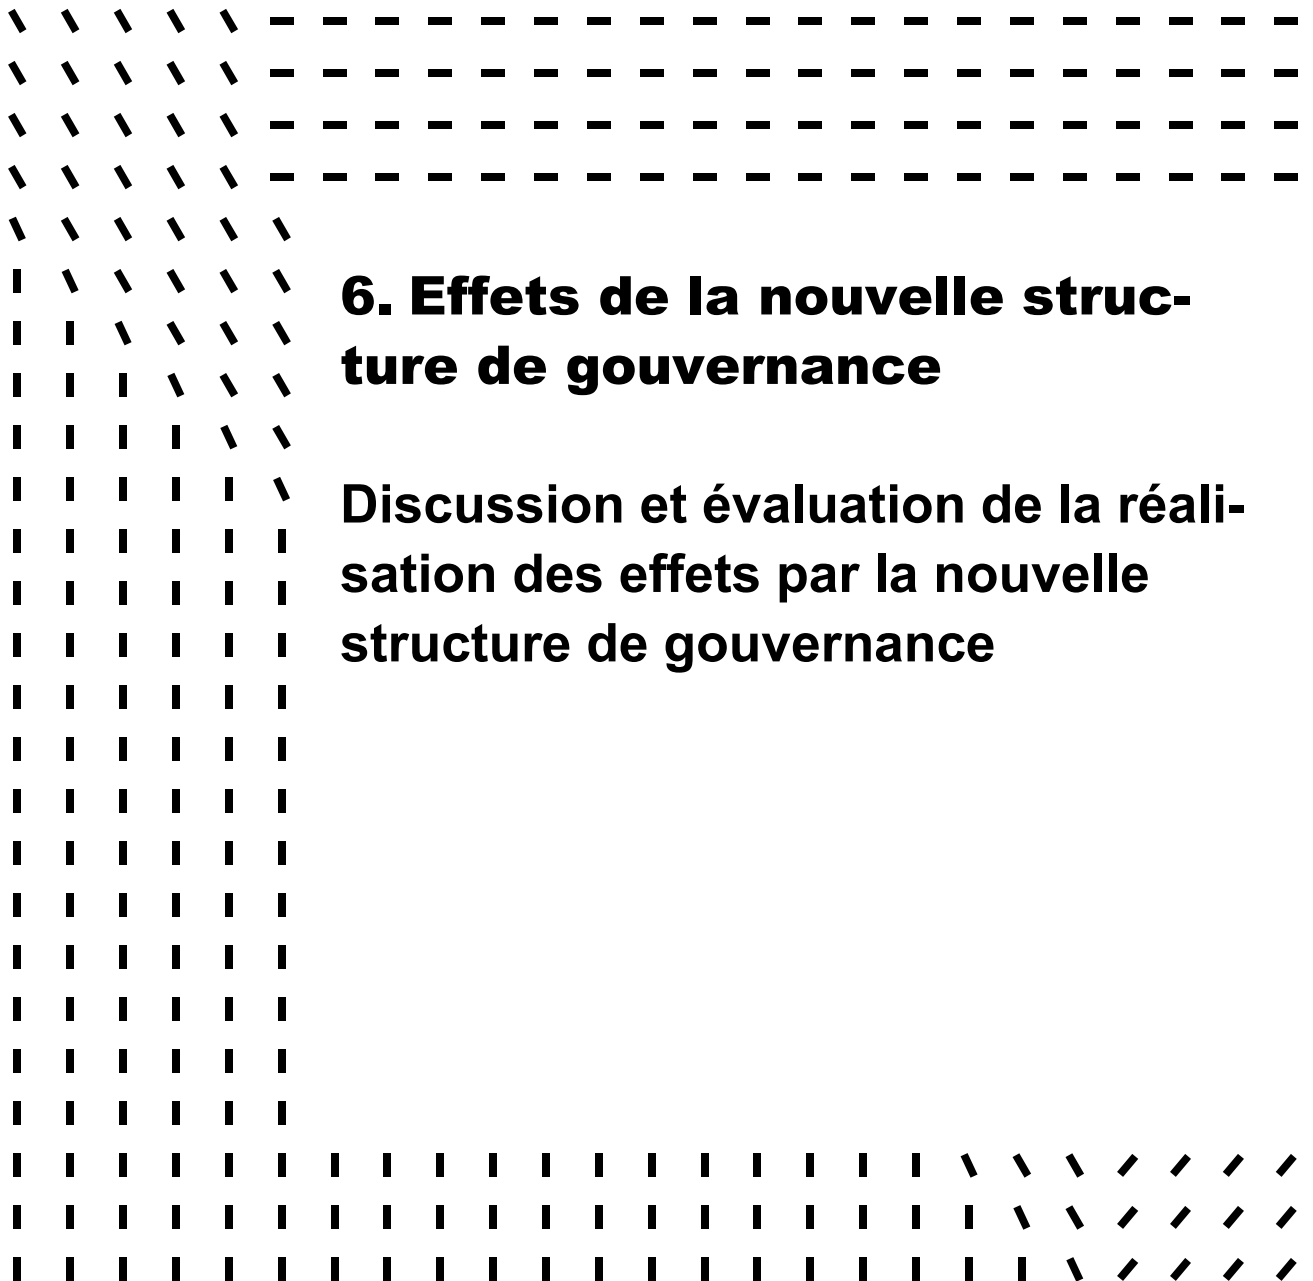 6. Effets de la nouvelle struc-
ture de gouvernance
Discussion et évaluation de la réali-
sation des effets par la nouvelle
structure de gouvernance